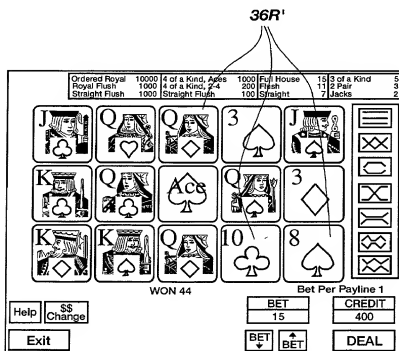 36R'
Ordered Royal 10000 4 of a Kind, Aces 1000 Full House 15 3 of a Kind 5
Royal Flush 1000 4 of a Kind, 2-4 200 Flush 11 2 Pair 3
Straight Flush 1000 Straight Flush 100 Straight 7 Jacks 2
J Q Q 3 J
K Q Ace Q 3
K K Q 10 8
WON 44 Bet Per Payline 1
Help $$ Change BET 15 CREDIT 400
Exit BET BET DEAL